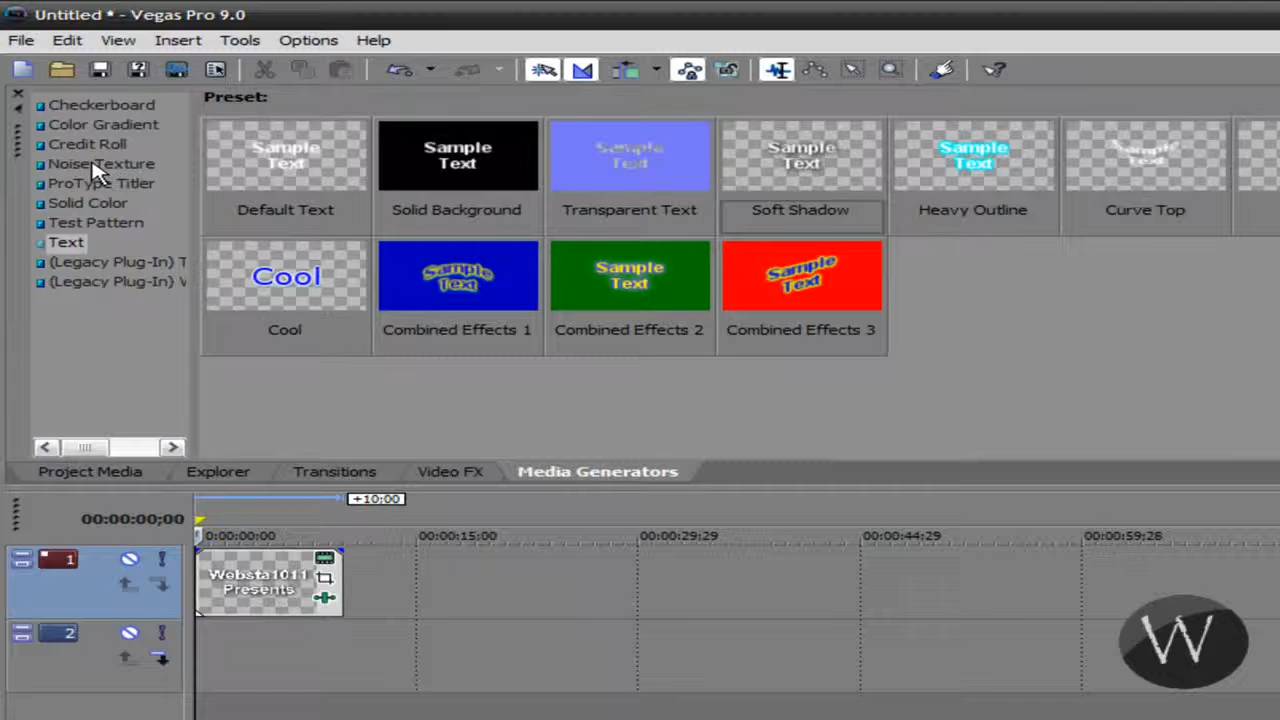 Untitled * - Vegas Pro 9.0
File Edit View Insert Tools Options Help
Checkerboard
Color Gradient
Credit Roll
Noise Texture
ProType Titler
Solid Color
Test Pattern
Text
(Legacy Plug-In) T
(Legacy Plug-In)
Preset:
Sample Text
Sample Text
Sample Text
Sample Text
Sample Text
Sample Text
Default Text Solid Background Transparent Text Soft Shadow Heavy Outline Curve Top
Cool
Sample Text
Sample Text
Sample Text
Cool Combined Effects 1 Combined Effects 2 Combined Effects 3
Project Media Explorer Transitions Video FX Media Generators
+10;00
00:00:00;00
0:00:00:00 00:00:15:00 00:00:29:29 00:00:44:29 00:00:59:28
1
Websta1011
Presents
2
W